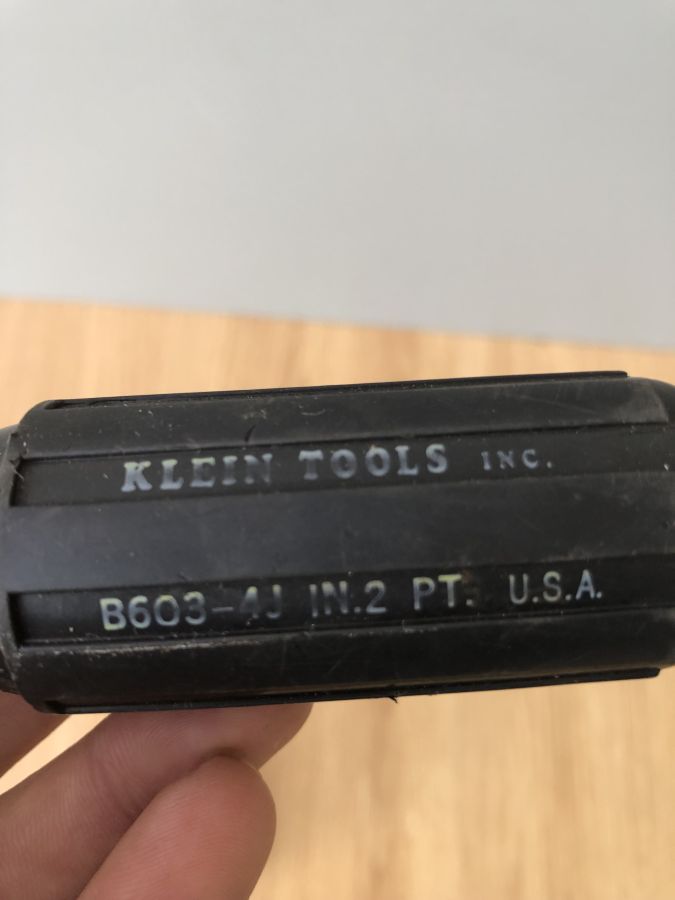 KLEIN TOOLS INC.
B603-4J IN.2 PT. U.S.A.